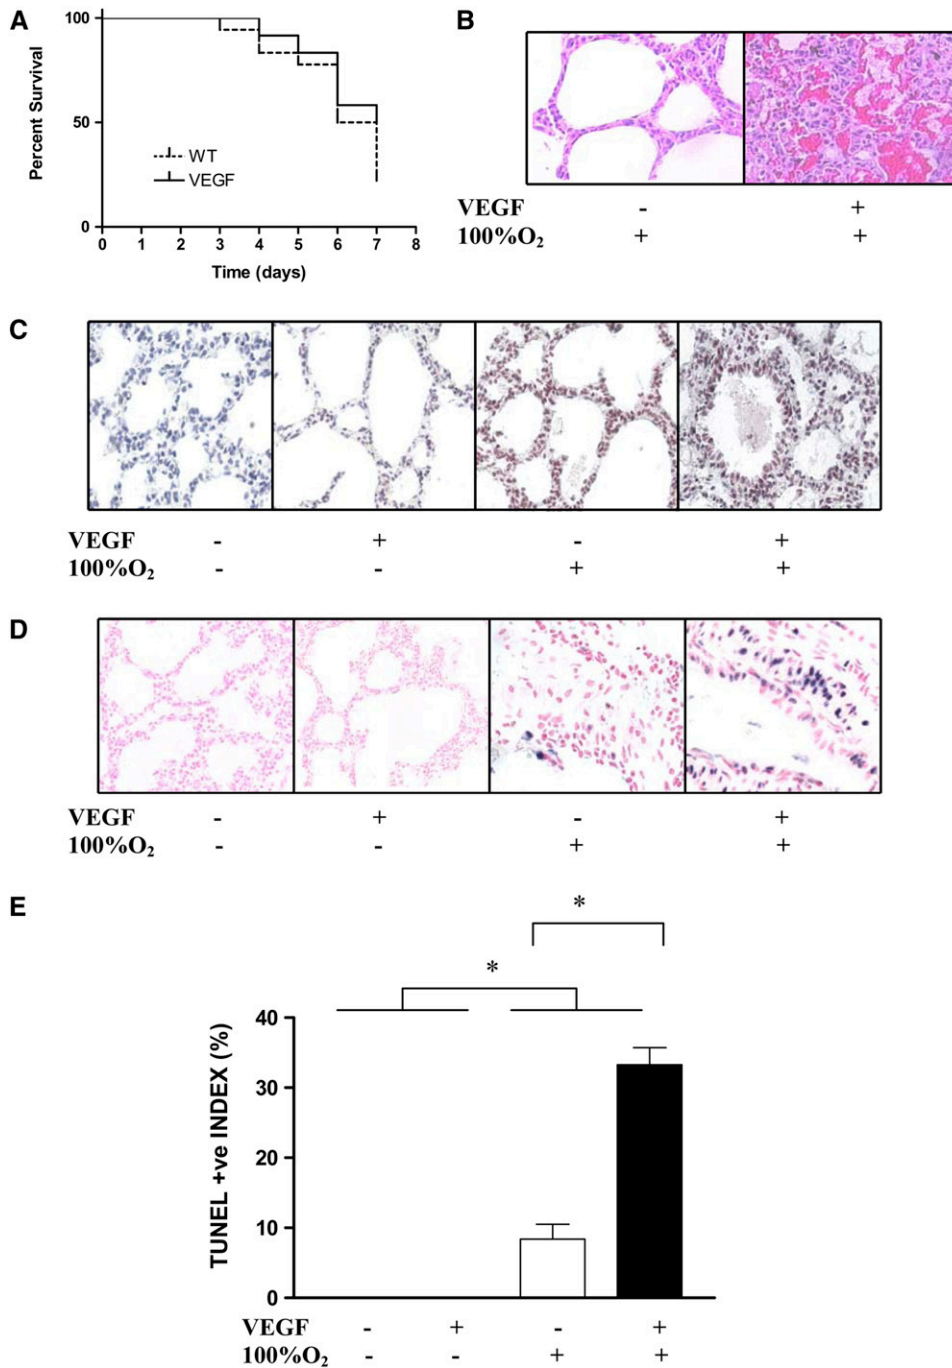 A
100
50
0
Percent Survival
WT
VEGF
0 1 2 3 4 5 6 7 8
Time (days)
B
VEGF - +
100%O₂ + +
C
VEGF - + - +
100%O₂ - - + +
D
VEGF - + - +
100%O₂ - - + +
E
*
*
40
30
20
10
0
TUNEL +ve INDEX (%)
VEGF - + - +
100%O₂ - - + +